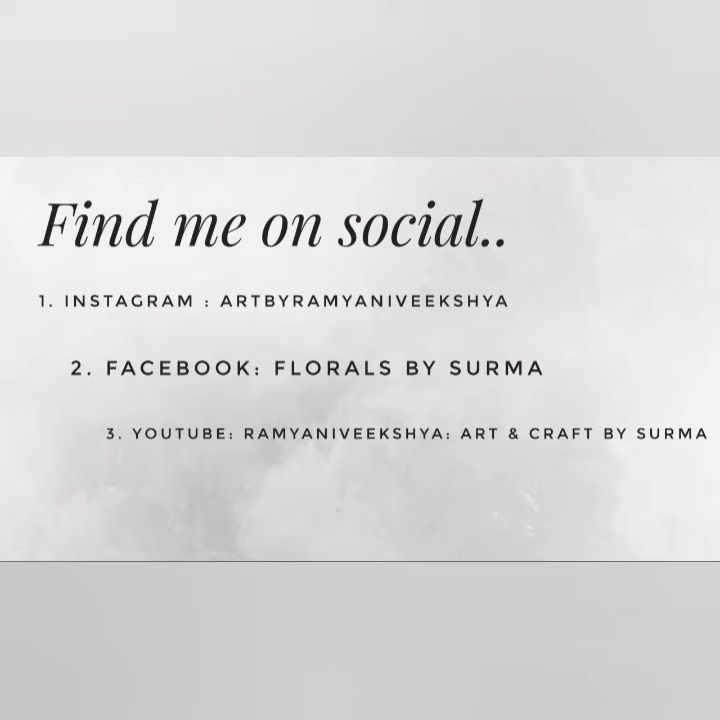 Find me on social..
1. INSTAGRAM : ARTBYRAMYANIVEEKSHYA
2. FACEBOOK: FLORALS BY SURMA
3. YOUTUBE: RAMYANIVEEKSHYA: ART & CRAFT BY SURMA